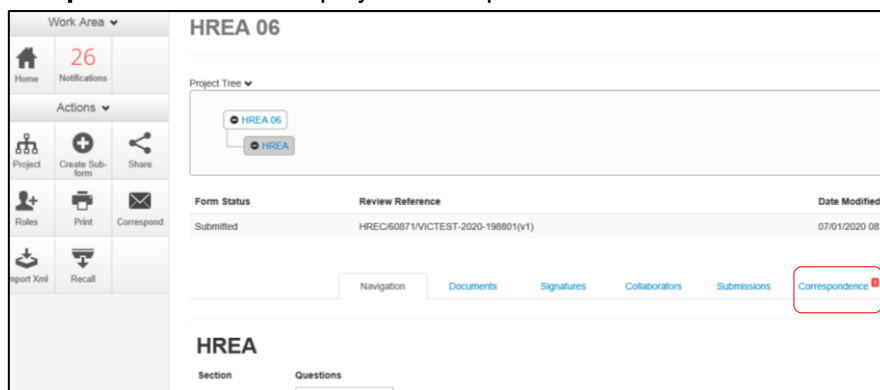 Work Area
HREA 06
26
Home
Notifications
Project Tree
Actions
HREA 06
HREA
Project
Create Sub-
form
Share
Form Status
Review Reference
Date Modified
Roles
Print
Correspond
Submitted
HREC/60871/VICTEST-2020-198801(v1)
07/01/2020 08:
mport Xml
Recall
Navigation
Documents
Signatures
Collaborators
Submissions
Correspondence
HREA
Section
Questions